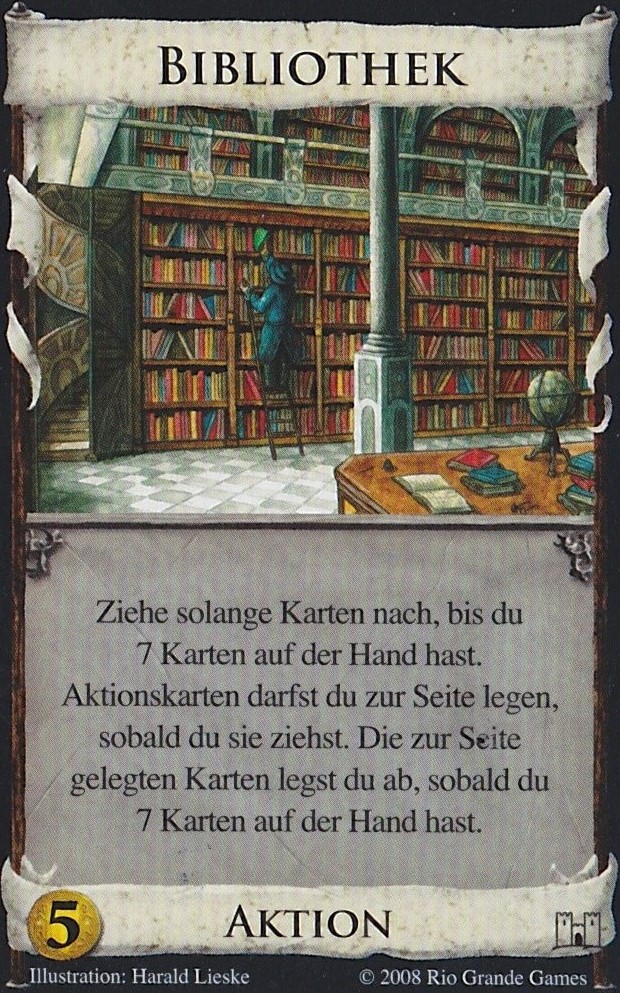 BIBLIOTHEK
Ziehe solange Karten nach, bis du
7 Karten auf der Hand hast.
Aktionskarten darfst du zur Seite legen,
sobald du sie ziehst. Die zur Seite
gelegten Karten legst du ab, sobald du
7 Karten auf der Hand hast.
5
AKTION
Illustration: Harald Lieske
© 2008 Rio Grande Games